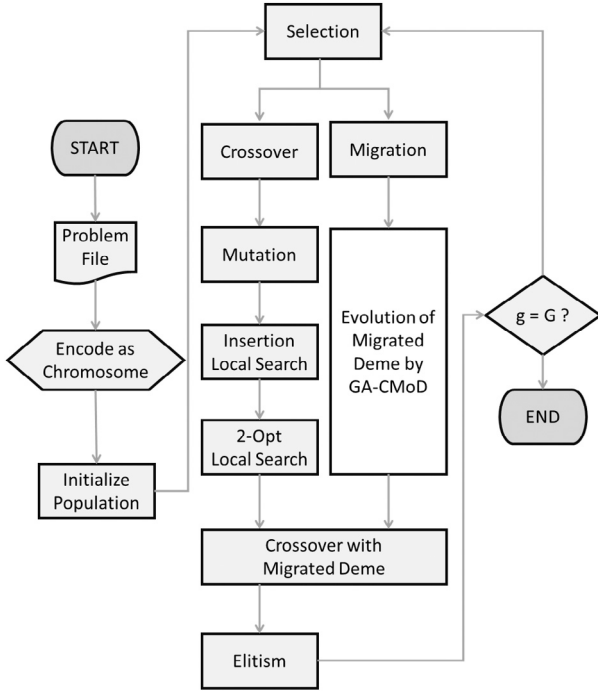 START
Problem
File
Encode as
Chromosome
Initialize
Population
Selection
Crossover
Migration
Mutation
Insertion
Local Search
2-Opt
Local Search
Evolution of
Migrated
Deme by
GA-CMoD
Crossover with
Migrated Deme
Elitism
g = G ?
END